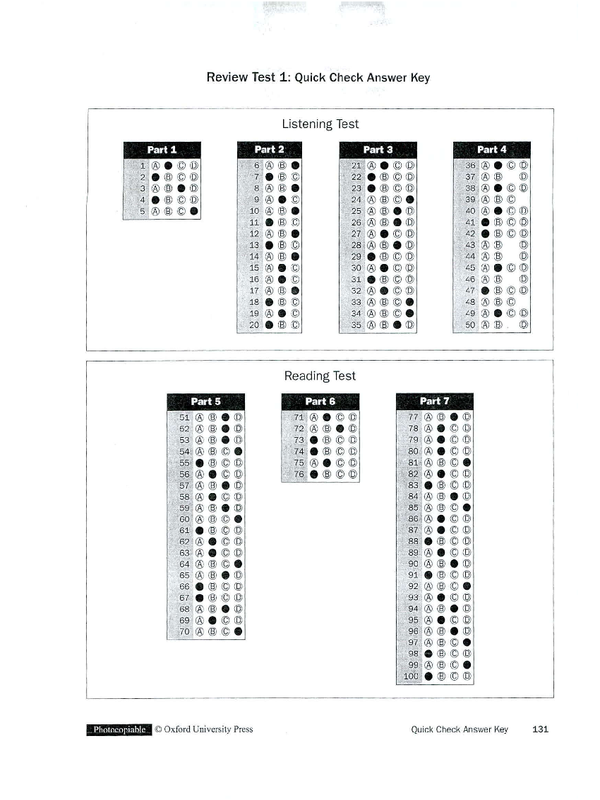 Review Test 1: Quick Check Answer Key
Listening Test
Part 1
1 A C D
2 B C D
3 A B D
4 B C D
5 A B C
Part 2
6 A B
7 B C
8 A B
9 A C
10 A B
11 B C
12 A B
13 B C
14 A B
15 A C
16 A C
17 A B
18 B C
19 B C
20 B C
Part 3
21 A C D
22 B C D
23 B C D
24 A B C
25 A B D
26 A B D
27 A C D
28 A B D
29 B C D
30 A C D
31 B C D
32 A C D
33 A B C
34 A B C
35 A B D
Part 4
36 A C D
37 A B D
38 A C D
39 A B C
40 A C D
41 B C D
42 B C D
43 A B D
44 A B D
45 A C D
46 A B D
47 B C D
48 A B C
49 A C D
50 A B D
Reading Test
Part 5
51 A B D
62 A B D
53 A B D
54 A B C
55 B C D
56 A C D
57 A B D
58 A C D
59 A B D
60 A B C
61 B C D
62 A C D
63 A C D
64 A B C
65 A B D
66 B C D
67 B C D
68 A B D
69 A C D
70 A B C
Part 6
71 A C D
72 A B D
73 B C D
74 B C D
75 A C D
76 B C D
Part 7
77 A B D
78 A C D
79 A C D
80 A C D
81 A B C
82 A C D
83 B C D
84 A B D
85 A B C
86 A C D
87 A C D
88 B C D
89 A C D
90 A B D
91 B C D
92 A B C
93 A C D
94 A B D
95 A C D
96 A B D
97 A B C
98 B C D
99 A B C
100 B C D
Photocopiable © Oxford University Press
Quick Check Answer Key 131